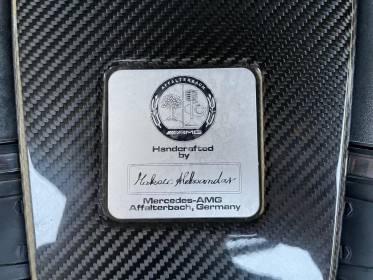 AFFALTERBACH
AMG
Handcrafted
by
Mercedes-AMG
Affalterbach, Germany